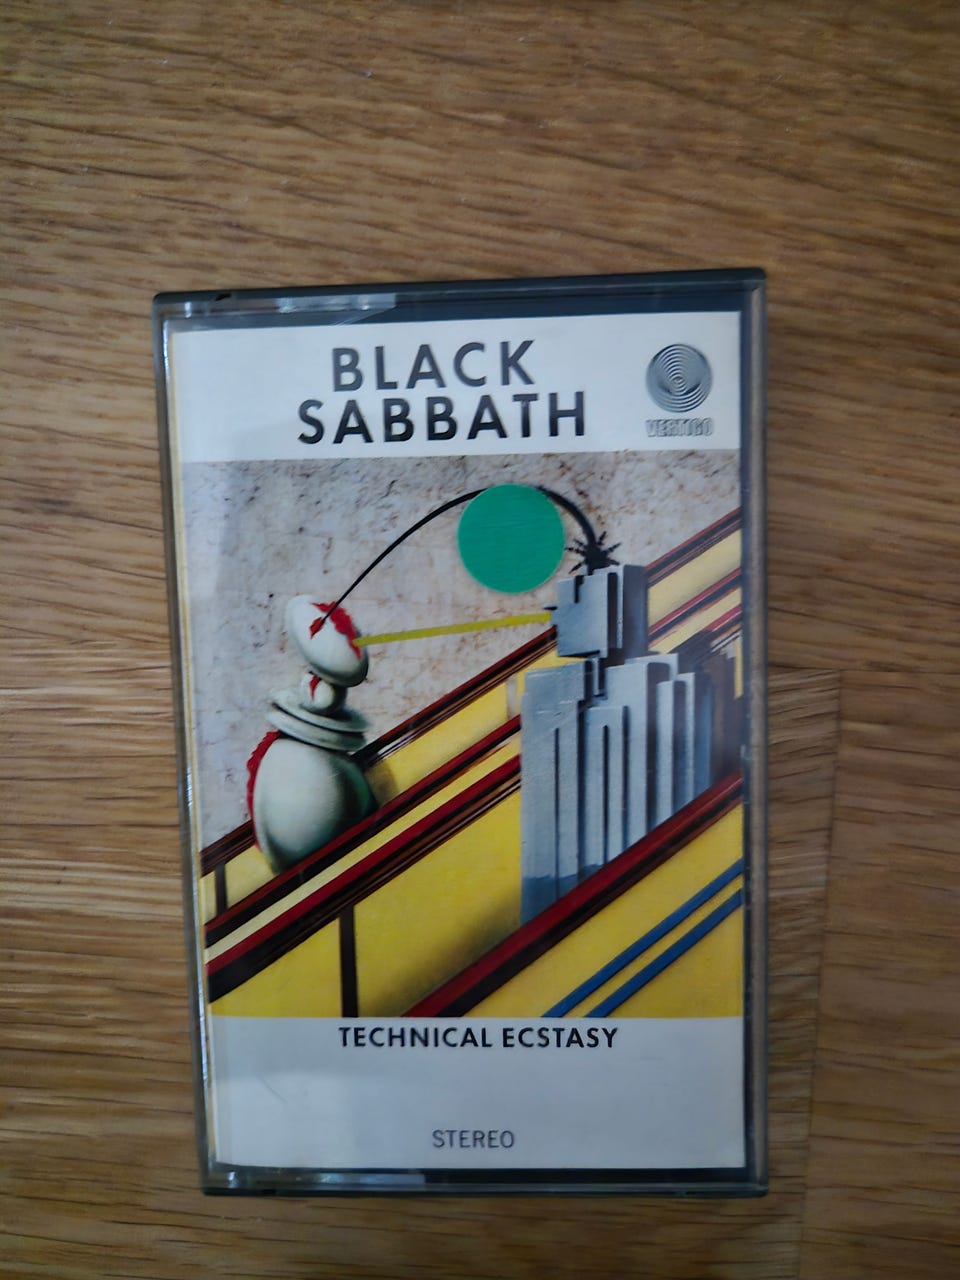 BLACK
SABBATH
VERTIGO
TECHNICAL ECSTASY
STEREO